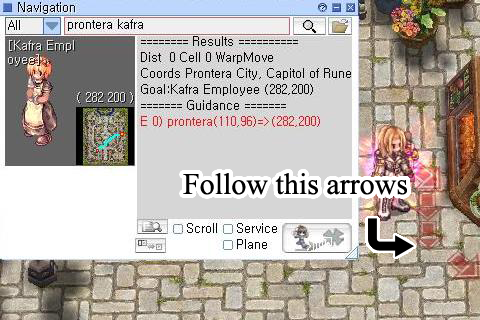 Navigation
All
prontera kafra
[Kafra Empl
oyee]
( 282 200 )
======== Results ==========
Dist 0 Cell 0 WarpMove
Coords Prontera City, Capitol of Rune
Goal:Kafra Employee (282,200)
======= Guidance =======
E 0) prontera(110,96)=>(282,200)
Follow this arrows
Scroll
Service
Plane